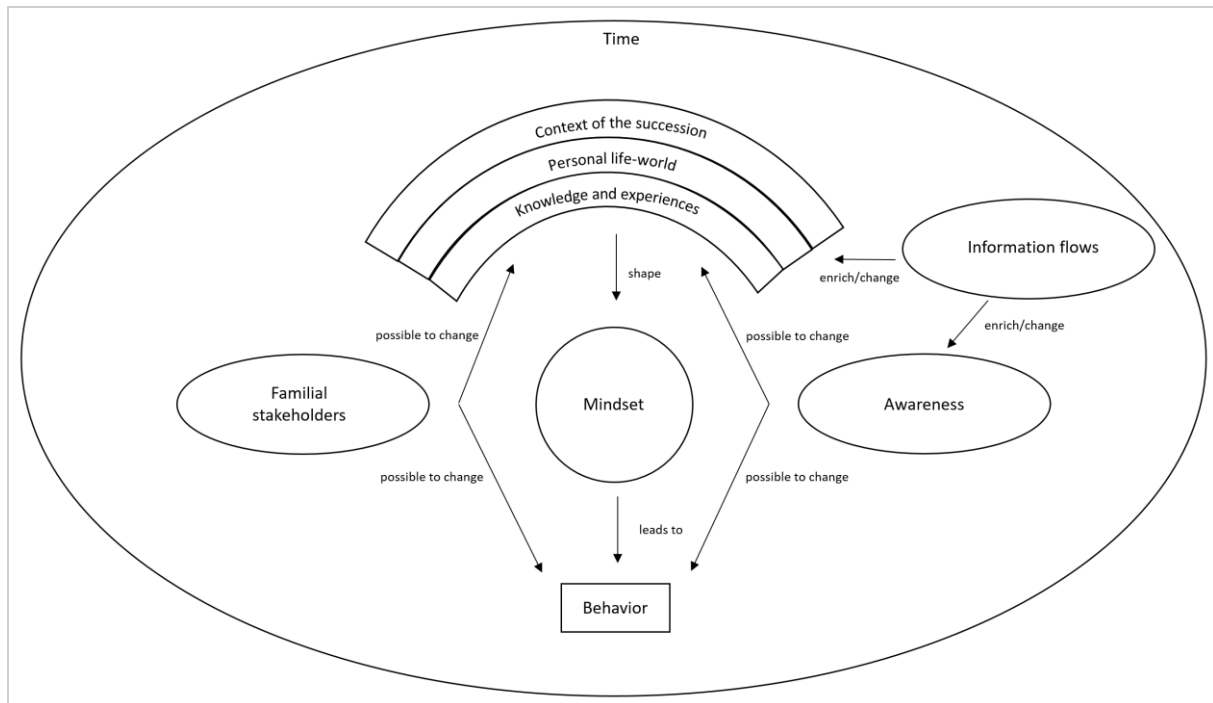 Time
Context of the succession
Personal life-world
Knowledge and experiences
Information flows
shape
enrich/change
enrich/change
possible to change
possible to change
Familial
stakeholders
Mindset
Awareness
possible to change
possible to change
leads to
Behavior